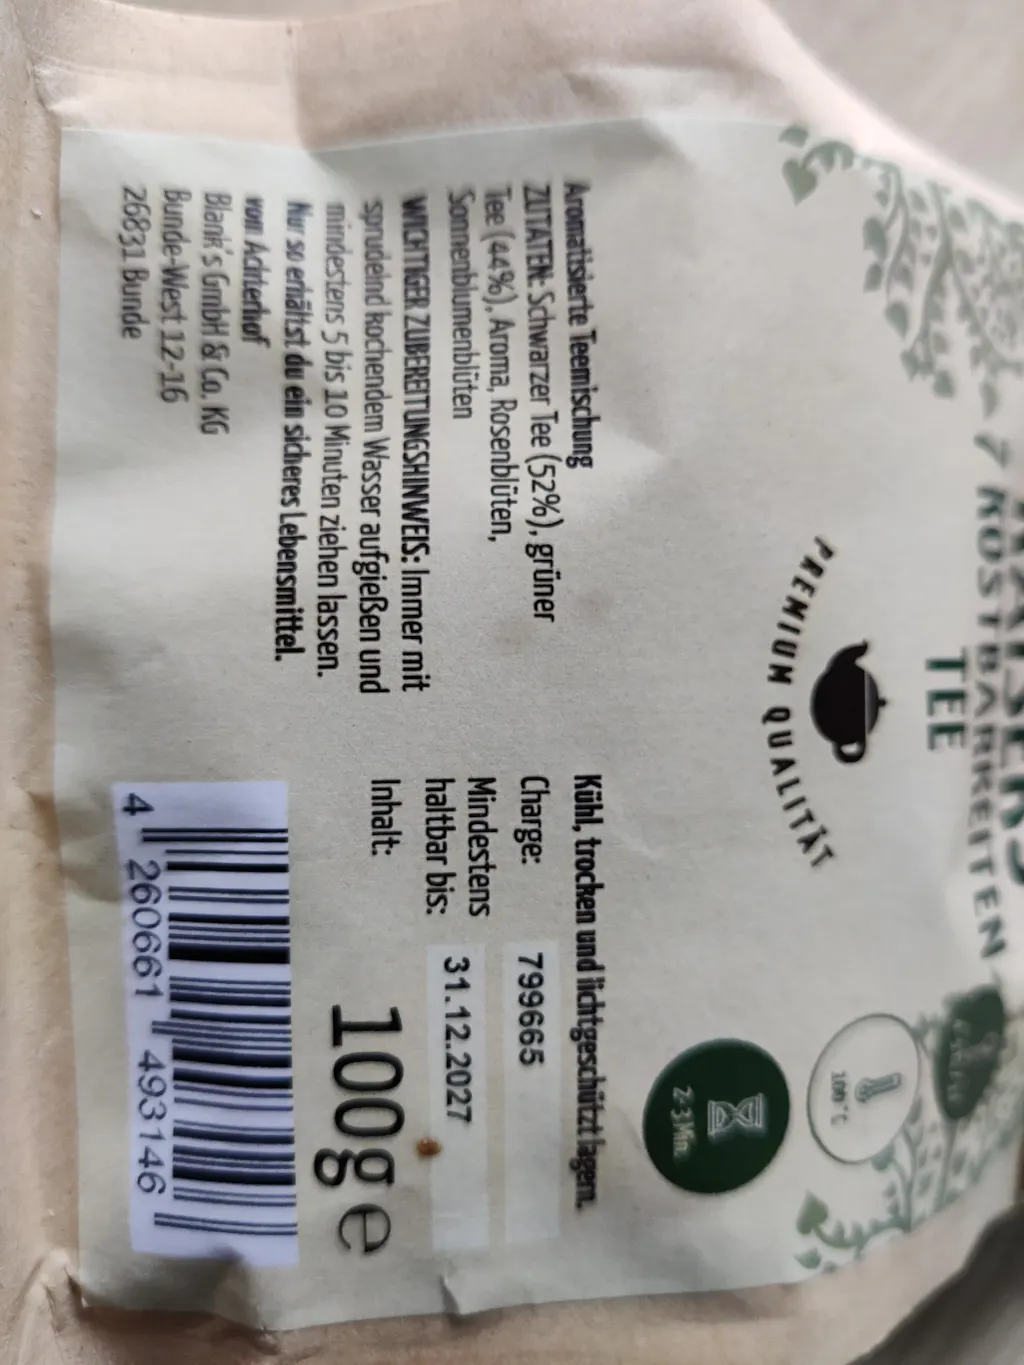 7 KOSTBARKEITEN
TEE
PREMIUM QUALITÄT
100°C
2-3 Min.
Aromatisierte Teemischung
ZUTATEN: Schwarzer Tee (52%), grüner
Tee (44%), Aroma, Rosenblüten,
Sonnenblumenblüten
WICHTIGER ZUBEREITUNGSHINWEIS: Immer mit
sprudelnd kochendem Wasser aufgießen und
mindestens 5 bis 10 Minuten ziehen lassen.
Nur so erhältst du ein sicheres Lebensmittel.
von Achterhof
Blank's GmbH & Co. KG
Bunde-West 12-16
26831 Bunde
Kühl, trocken und lichtgeschützt lagern.
Charge: 799665
Mindestens
haltbar bis: 31.12.2027
Inhalt: 100g e
4 260661 493146